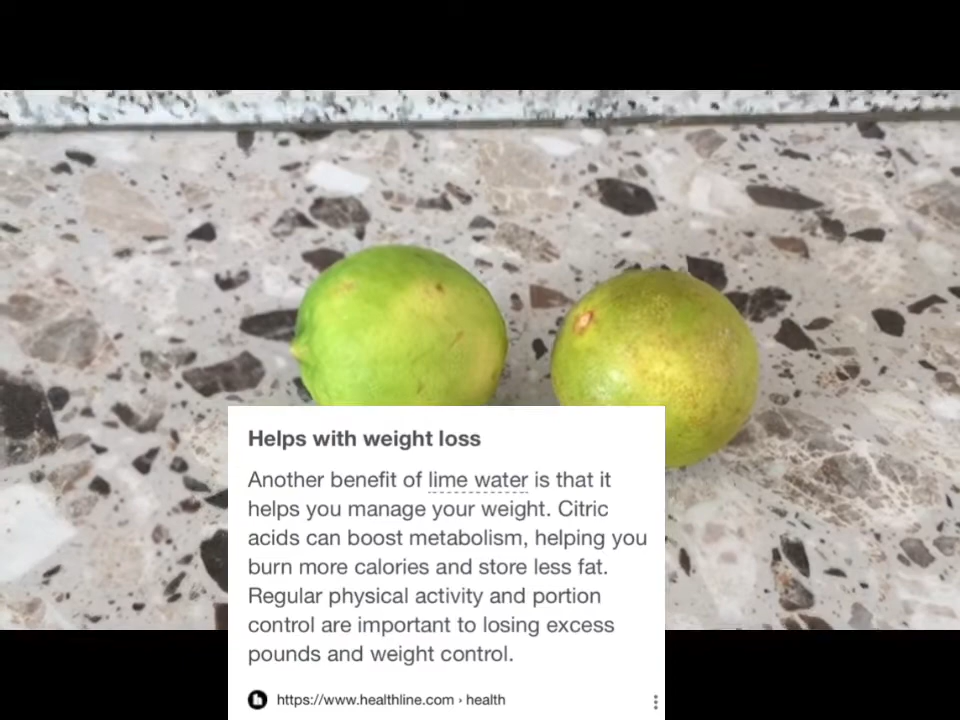 Helps with weight loss
Another benefit of lime water is that it
helps you manage your weight. Citric
acids can boost metabolism, helping you
burn more calories and store less fat.
Regular physical activity and portion
control are important to losing excess
pounds and weight control.
https://www.healthline.com › health